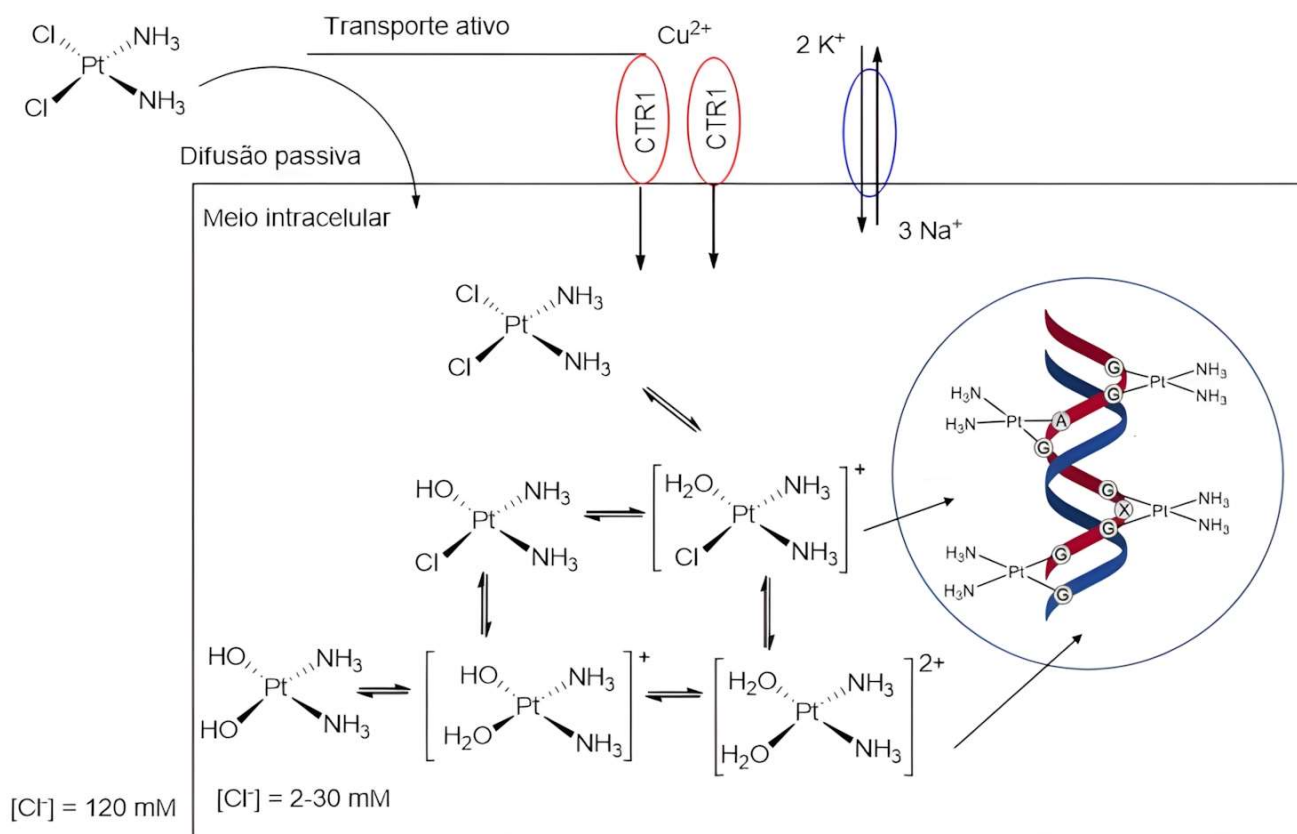 Transporte ativo
Cu²⁺
2 K⁺
Cl
NH₃
Pt
Cl
NH₃
CTR1
CTR1
Difusão passiva
Meio intracelular
3 Na⁺
Cl
NH₃
Pt
Cl
NH₃
G
Pt
NH₃
NH₃
G
H₃N
H₃N
Pt
A
G
HO
NH₃
Pt
Cl
NH₃
[H₂O
NH₃
Pt
Cl
NH₃]⁺
G
X
G
Pt
NH₃
NH₃
H₃N
H₃N
Pt
G
G
HO
NH₃
Pt
HO
NH₃
[HO
NH₃
Pt
H₂O
NH₃]⁺
[H₂O
NH₃
Pt
H₂O
NH₃]²⁺
[Cl⁻] = 120 mM
[Cl⁻] = 2-30 mM